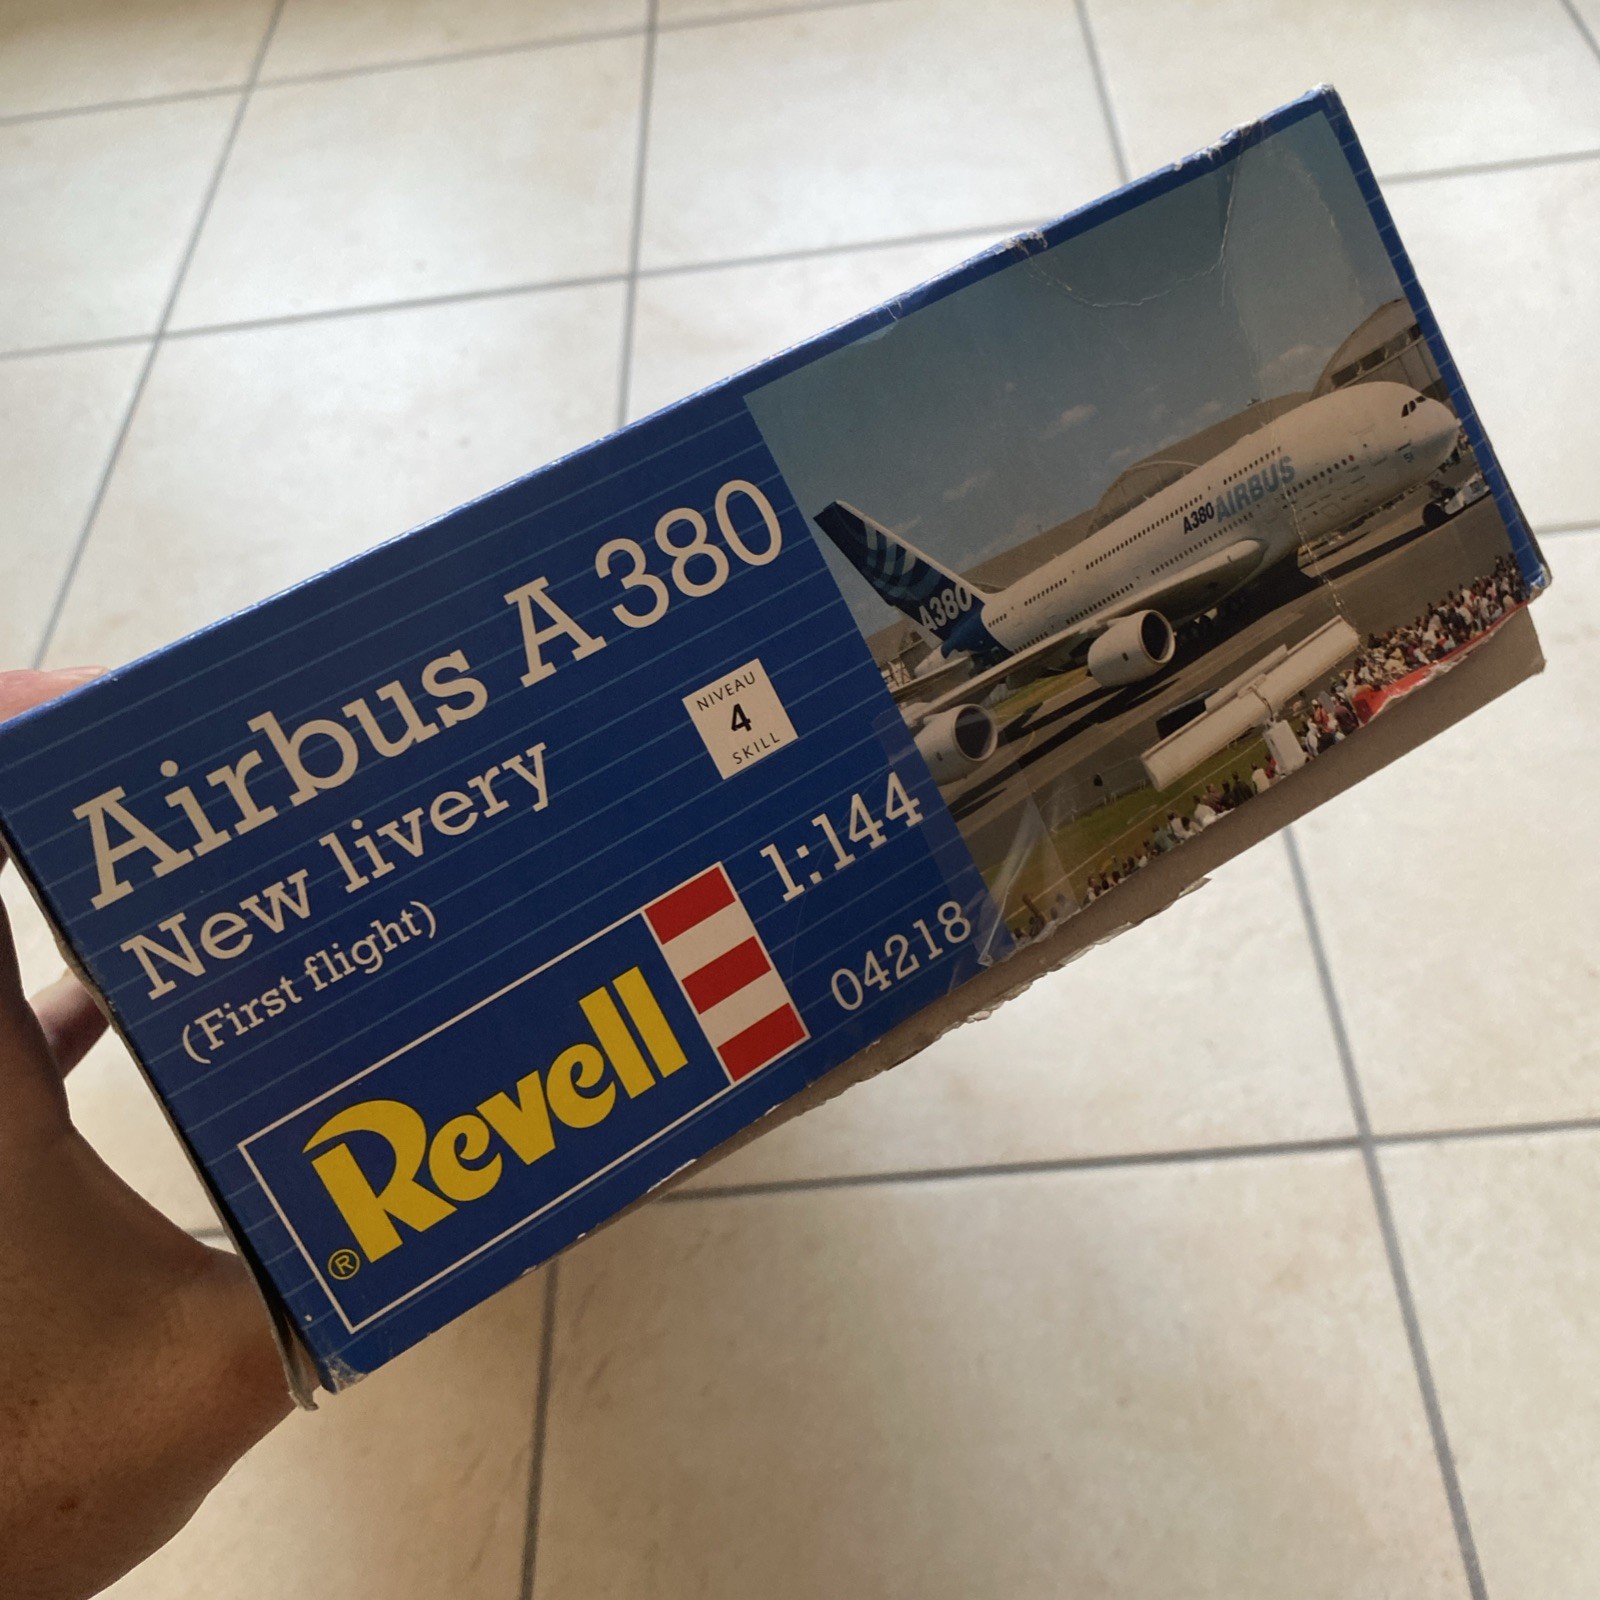 Airbus A 380
New livery
(First flight)
NIVEAU
4
SKILL
1:144
04218
Revell
®
A380
A380 AIRBUS